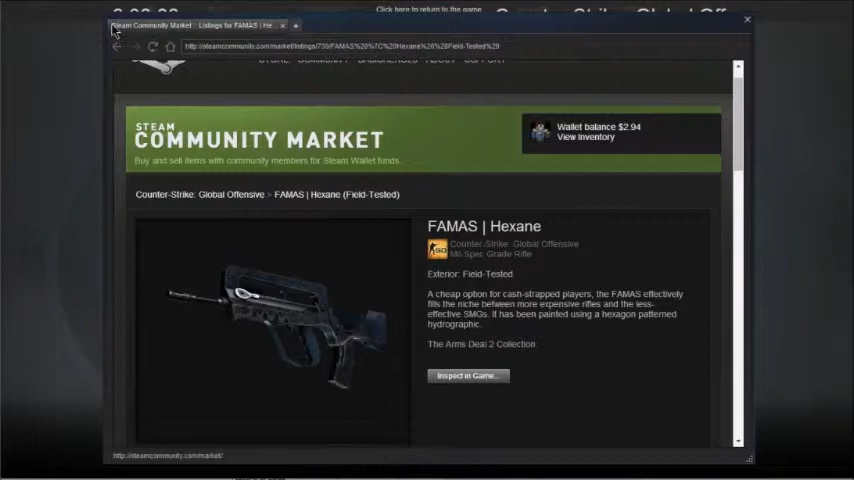 Click here to return to the game
Steam Community Market :: Listings for FAMAS | He...
http://steamcommunity.com/market/listings/730/FAMAS%20%7C%20Hexane%20%28Field-Tested%29
STORE
ABOUT SUPPORT
STEAM
COMMUNITY MARKET
Buy and sell items with community members for Steam Wallet funds.
Wallet balance $2.94
View Inventory
Counter-Strike: Global Offensive > FAMAS | Hexane (Field-Tested)
FAMAS | Hexane
GO
Counter-Strike: Global Offensive
Mil-Spec Grade Rifle
Exterior: Field-Tested
A cheap option for cash-strapped players, the FAMAS effectively
fills the niche between more expensive rifles and the less-
effective SMGs. It has been painted using a hexagon patterned
hydrographic.
The Arms Deal 2 Collection
Inspect in Game...
http://steamcommunity.com/market/